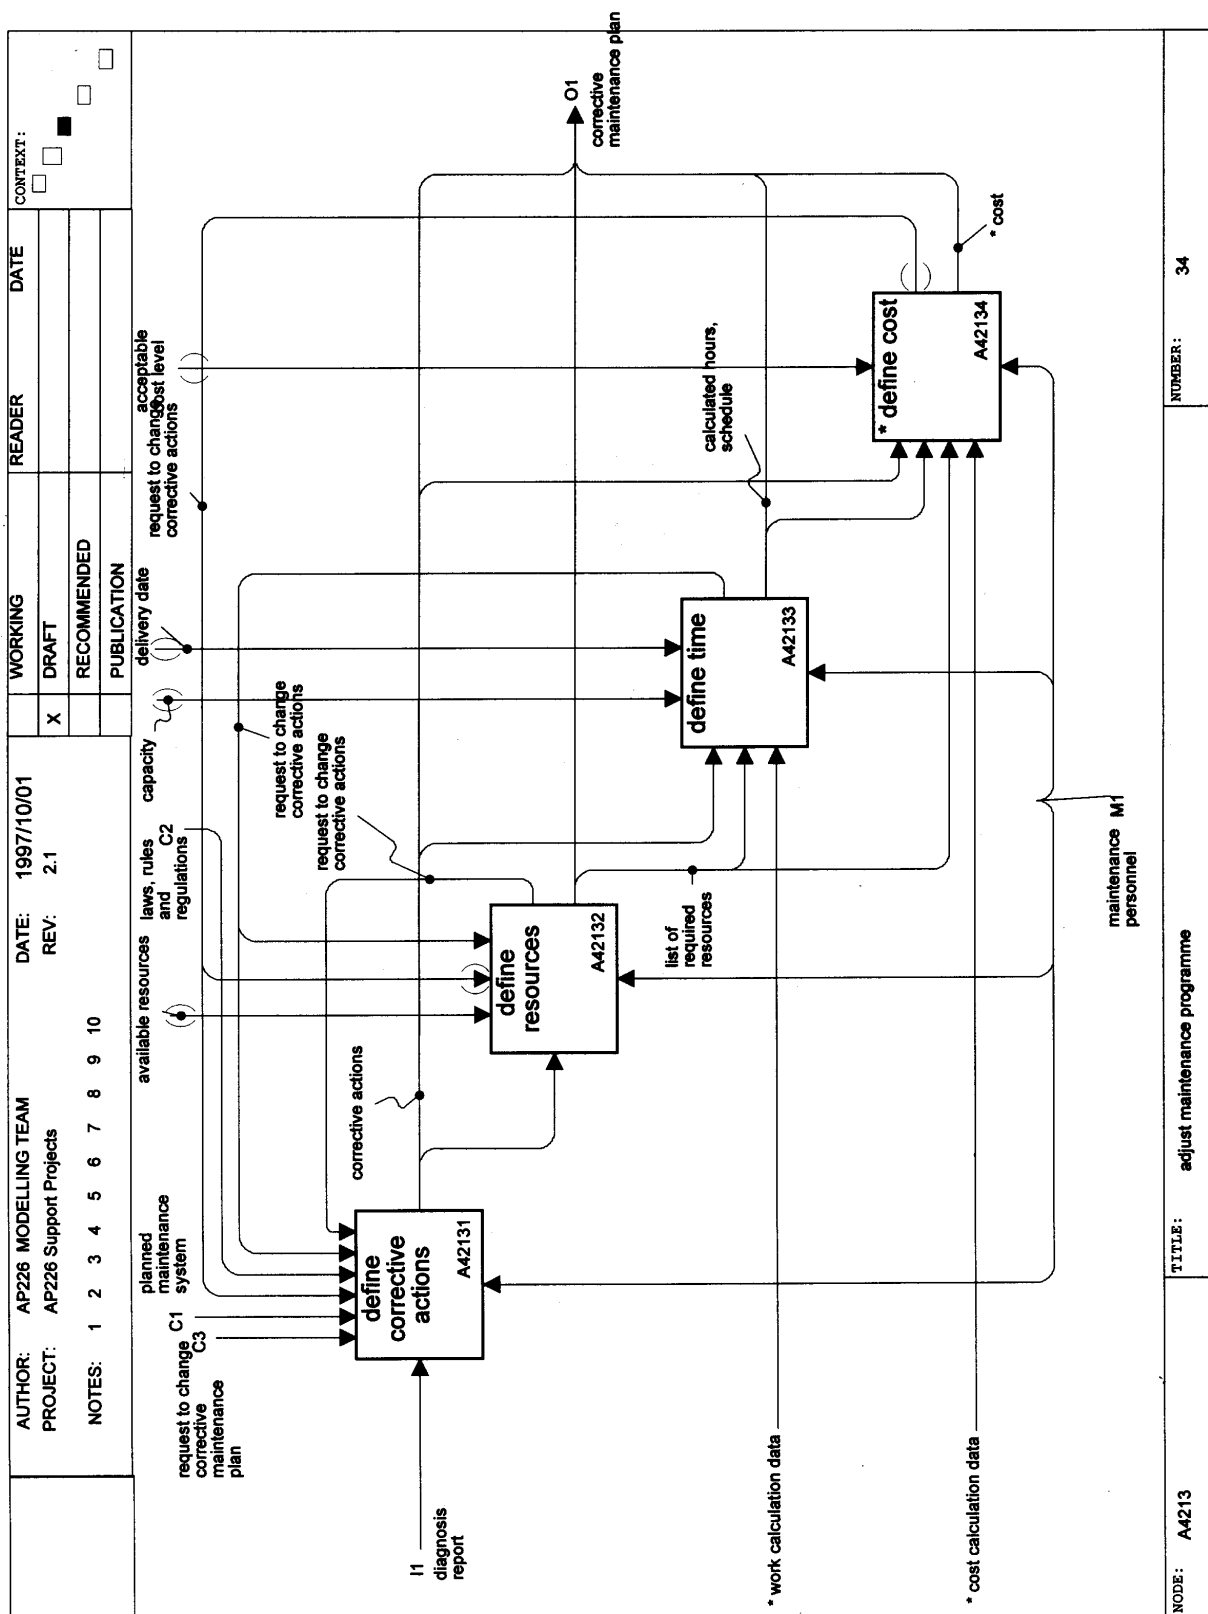 AUTHOR: AP226 MODELLING TEAM
DATE: 1997/10/01
WORKING
READER
DATE
CONTEXT:
PROJECT: AP226 Support Projects
REV: 2.1
X DRAFT
RECOMMENDED
NOTES: 1 2 3 4 5 6 7 8 9 10
PUBLICATION
request to change
corrective
maintenance
plan
C3
C1
planned
maintenance
system
available resources
laws, rules
and
regulations
C2
capacity
delivery date
request to change
corrective actions
acceptable
cost level
request to change
corrective actions
request to change
corrective actions
I1
diagnosis
report
define
corrective
actions
A42131
corrective actions
define
resources
A42132
list of
required
resources
define time
A42133
calculated hours,
schedule
* define cost
A42134
* cost
O1
corrective
maintenance plan
* work calculation data
* cost calculation data
maintenance M1
personnel
NODE: A4213
TITLE: adjust maintenance programme
NUMBER: 34